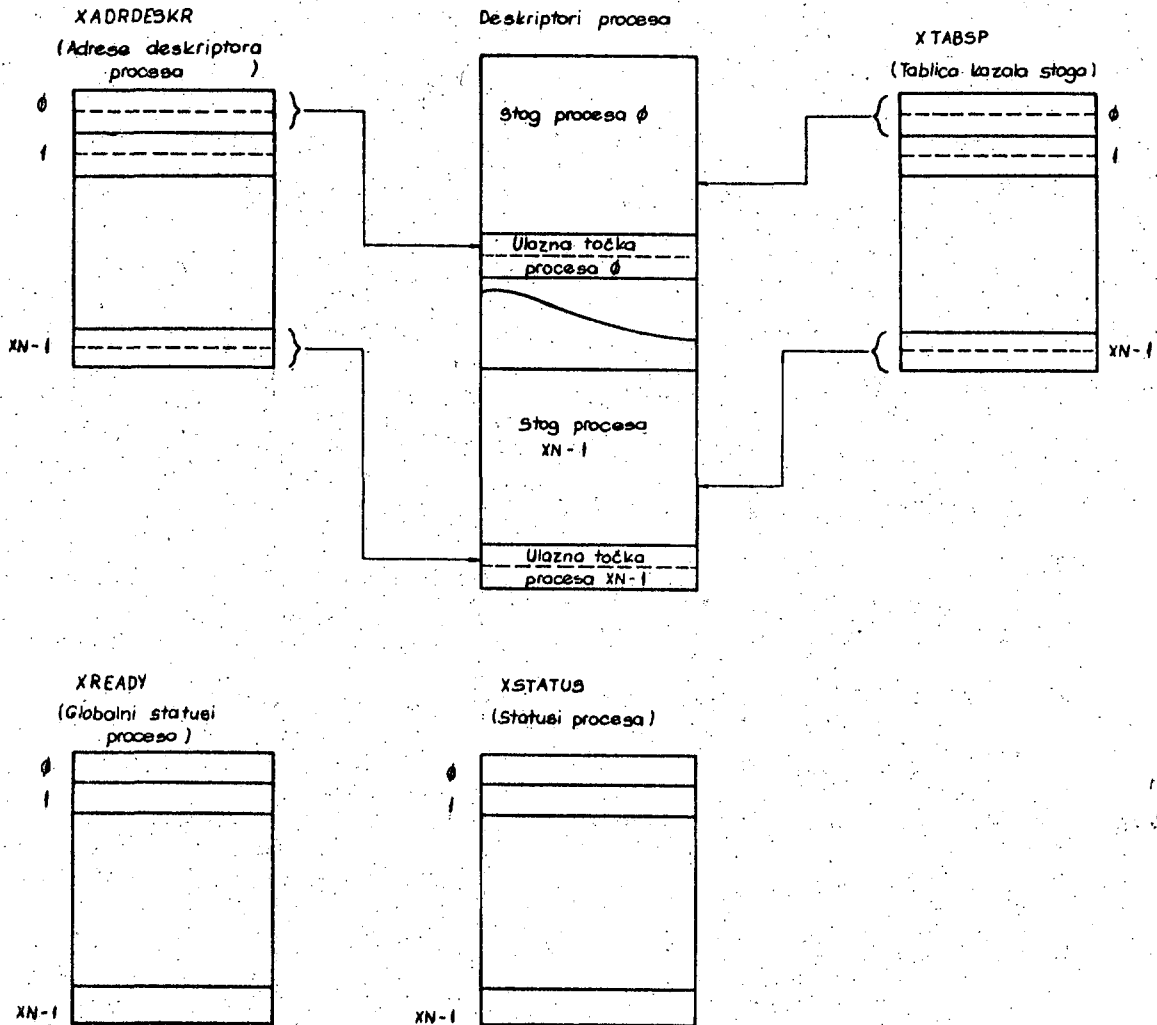 XADRDESKR
(Adrese deskriptora
procesa )
φ
1
XN-1
Deskriptori procesa
Stog procesa φ
Ulazna točka
procesa φ
Stog procesa
XN-1
Ulazna točka
procesa XN-1
XTABSP
(Tablica kazala stoga)
φ
1
XN-1
XREADY
(Globalni statusi
procesa)
φ
1
XN-1
XSTATUS
(Statusi procesa)
φ
1
XN-1